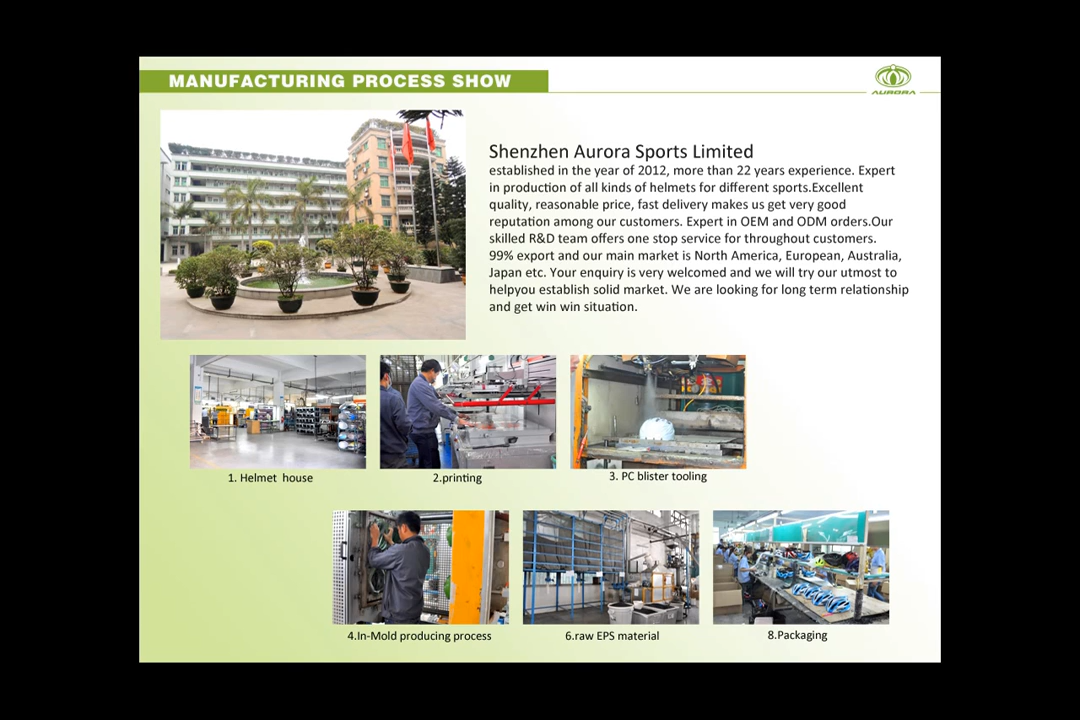 MANUFACTURING PROCESS SHOW
AURORA
Shenzhen Aurora Sports Limited
established in the year of 2012, more than 22 years experience. Expert
in production of all kinds of helmets for different sports.Excellent
quality, reasonable price, fast delivery makes us get very good
reputation among our customers. Expert in OEM and ODM orders.Our
skilled R&D team offers one stop service for throughout customers.
99% export and our main market is North America, European, Australia,
Japan etc. Your enquiry is very welcomed and we will try our utmost to
helpyou establish solid market. We are looking for long term relationship
and get win win situation.
1. Helmet  house
2.printing
3. PC blister tooling
4.In-Mold producing process
6.raw EPS material
8.Packaging